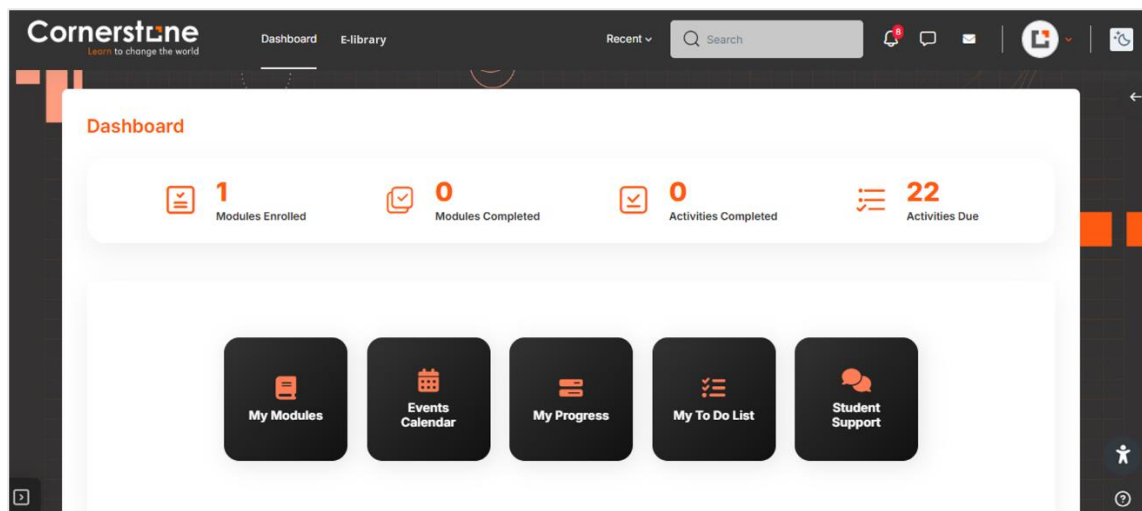 Cornerstone
Learn to change the world
Dashboard
E-library
Recent
Search
8
Dashboard
1
Modules Enrolled
0
Modules Completed
0
Activities Completed
22
Activities Due
My Modules
Events
Calendar
My Progress
My To Do List
Student
Support